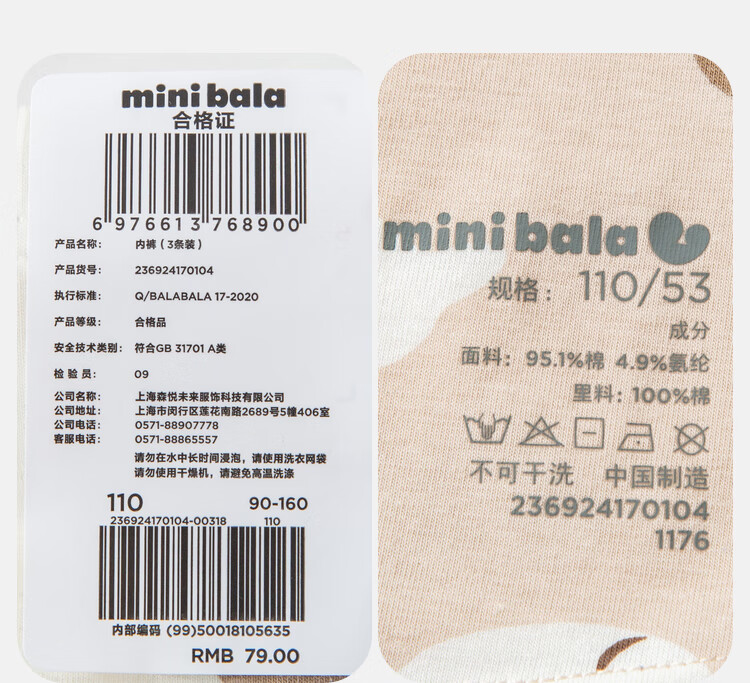 mini bala
合格证
6 976613 768900
产品名称: 内裤(3条装)
产品货号: 236924170104
执行标准: Q/BALABALA 17-2020
产品等级: 合格品
安全技术类别: 符合GB 31701 A类
检 验 员: 09
公司名称: 上海森悦未来服饰科技有限公司
公司地址: 上海市闵行区莲花南路2689号5幢406室
公司电话: 0571-88907778
客服电话: 0571-88865557
请勿在水中长时间浸泡,请使用洗衣网袋
请勿使用干燥机,请避免高温洗涤
110 90-160
236924170104-00318 110
内部编码 (99)50018105635
RMB 79.00
mini bala
规格: 110/53
成分
面料: 95.1%棉 4.9%氨纶
里料: 100%棉
不可干洗 中国制造
236924170104
1176